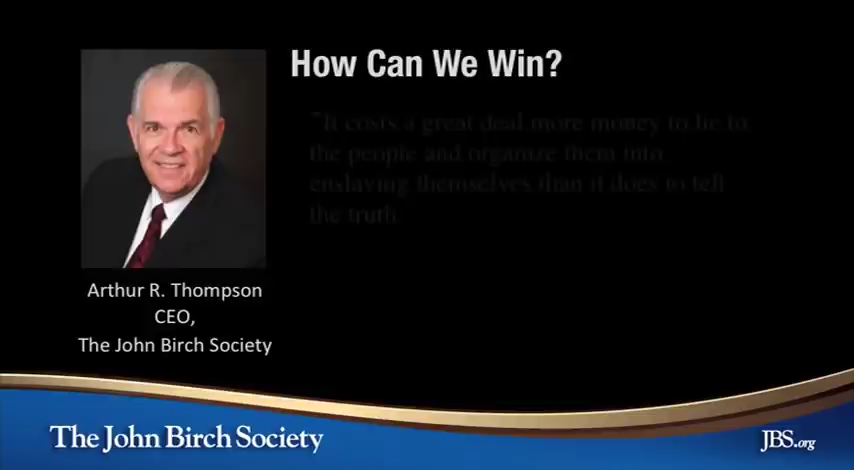 How Can We Win?
"It costs a great deal more money to lie to
the people and organize them into
enslaving themselves than it does to tell
the truth
Arthur R. Thompson
CEO,
The John Birch Society
The John Birch Society
JBS.org